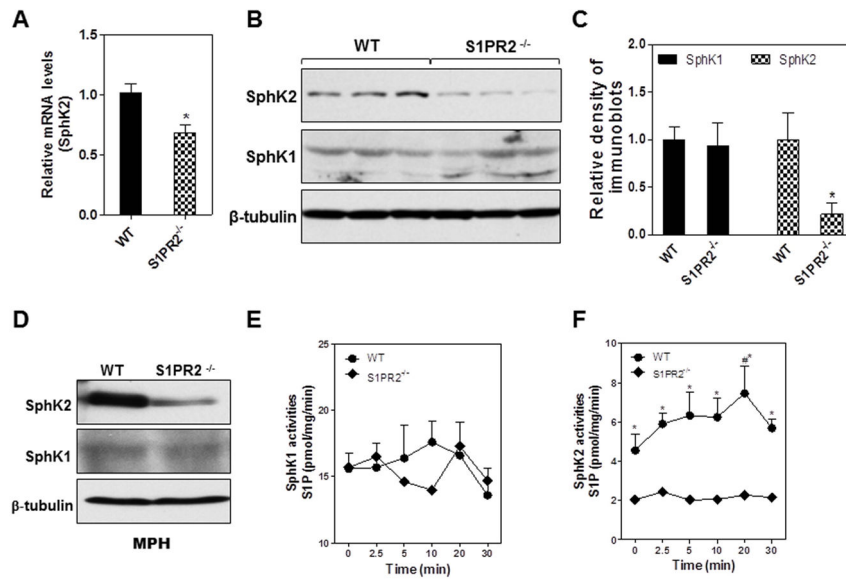 A
Relative mRNA levels
(SphK2)
1.5
1.0
0.5
0.0
*
WT
S1PR2-/-
B
WT
S1PR2 -/-
SphK2
SphK1
β-tubulin
C
Relative density of
immunoblots
2.0
1.5
1.0
0.5
0.0
SphK1
SphK2
*
WT
S1PR2-/-
WT
S1PR2-/-
D
WT
S1PR2 -/-
SphK2
SphK1
β-tubulin
MPH
E
SphK1 activities
S1P (pmol/mg/min)
25
20
15
10
WT
S1PR2-/-
0 2.5 5 10 20 30
Time (min)
F
SphK2 activities
S1P (pmol/mg/min)
10
8
6
4
2
0
WT
S1PR2-/-
* * * * #* *
0 2.5 5 10 20 30
Time (min)